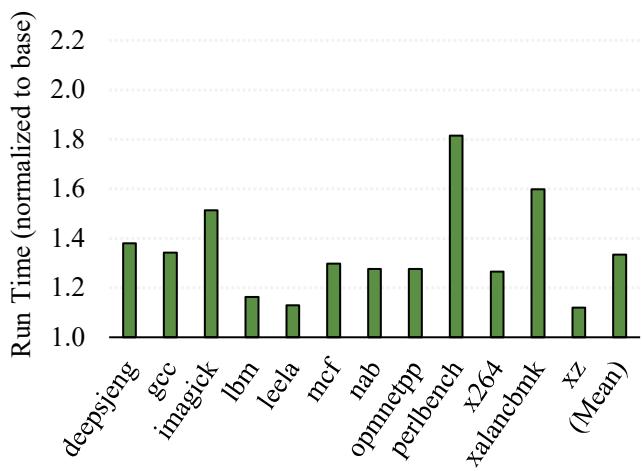 Run Time (normalized to base)
2.2
2.0
1.8
1.6
1.4
1.2
1.0
deepsjeng
gcc
imagick
lbm
leela
mcf
nab
opmnetpp
perlbench
x264
xalancbmk
xz
(Mean)